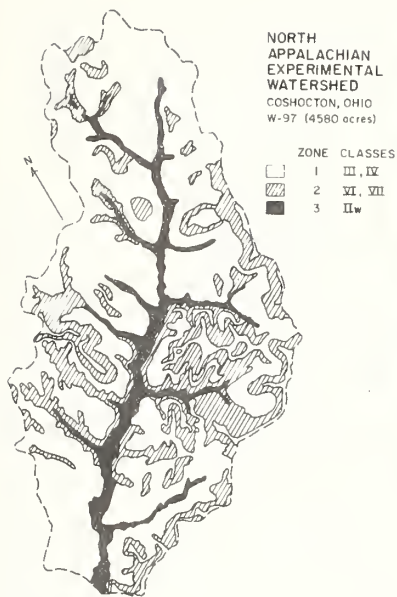 NORTH
APPALACHIAN
EXPERIMENTAL
WATERSHED
COSHOCTON, OHIO
W-97 (4580 acres)
ZONE CLASSES
1 III, IV
2 VI, VII
3 IIw
N